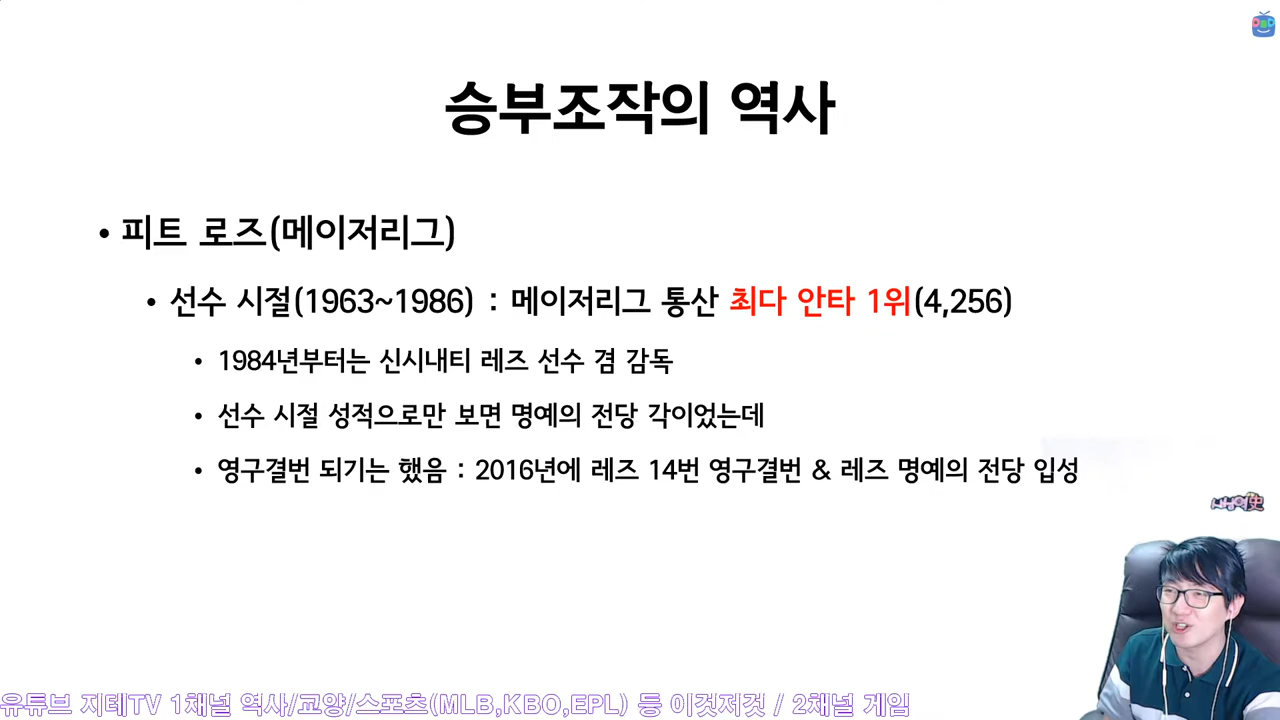 승부조작의 역사
• 피트 로즈(메이저리그)
• 선수 시절(1963~1986) : 메이저리그 통산 최다 안타 1위(4,256)
• 1984년부터는 신시내티 레즈 선수 겸 감독
• 선수 시절 성적으로만 보면 명예의 전당 각이었는데
• 영구결번 되기는 했음 : 2016년에 레즈 14번 영구결번 & 레즈 명예의 전당 입성
유튜브 지테TV 1채널 역사/교양/스포츠(MLB,KBO,EPL) 등 이것저것 / 2채널 게임